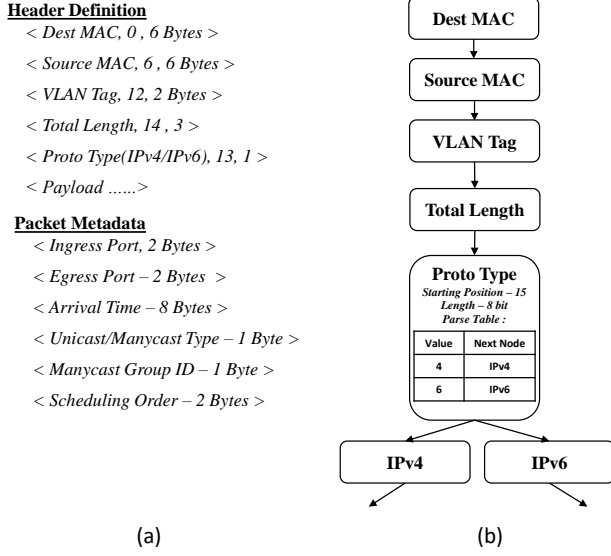 Header Definition
< Dest MAC, 0 , 6 Bytes >
< Source MAC, 6 , 6 Bytes >
< VLAN Tag, 12, 2 Bytes >
< Total Length, 14 , 3 >
< Proto Type(IPv4/IPv6), 13, 1 >
< Payload ......>
Packet Metadata
< Ingress Port, 2 Bytes >
< Egress Port – 2 Bytes >
< Arrival Time – 8 Bytes >
< Unicast/Manycast Type – 1 Byte >
< Manycast Group ID – 1 Byte >
< Scheduling Order – 2 Bytes >
(a)
Dest MAC
Source MAC
VLAN Tag
Total Length
Proto Type
Starting Position – 15
Length – 8 bit
Parse Table :
Value Next Node
4 IPv4
6 IPv6
IPv4 IPv6
(b)